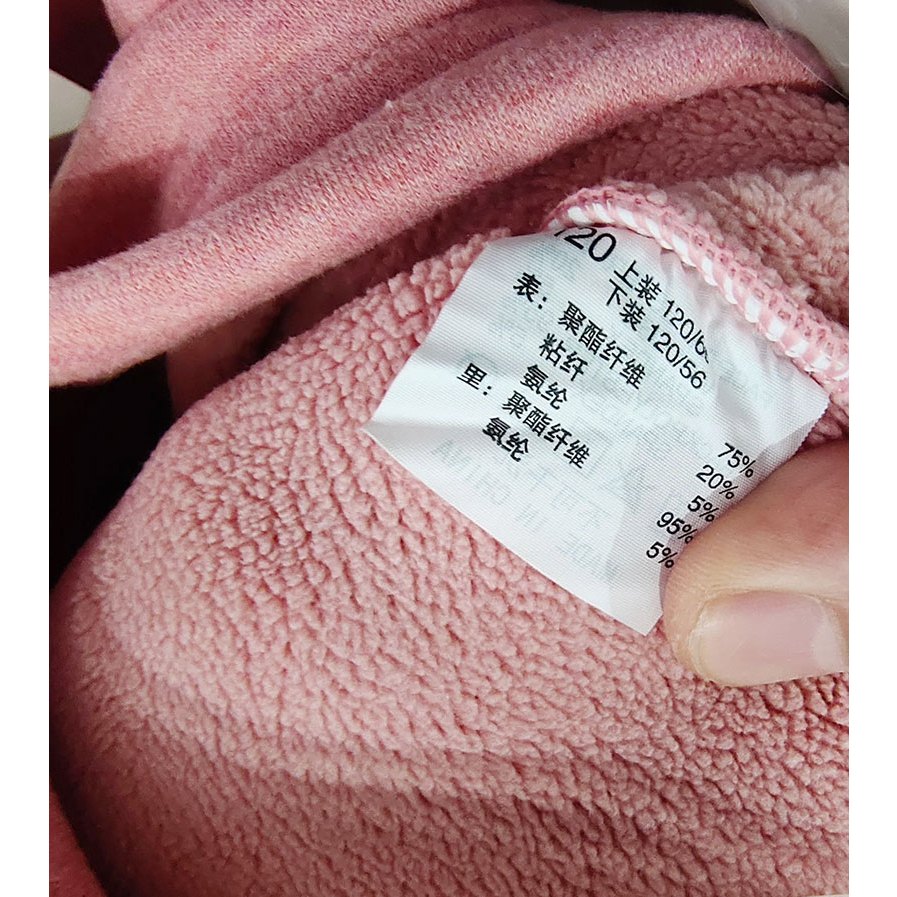 120
上装 120/6
下装 120/56
表：聚酯纤维 75%
粘纤 20%
氨纶 5%
里：聚酯纤维 95%
氨纶 5%